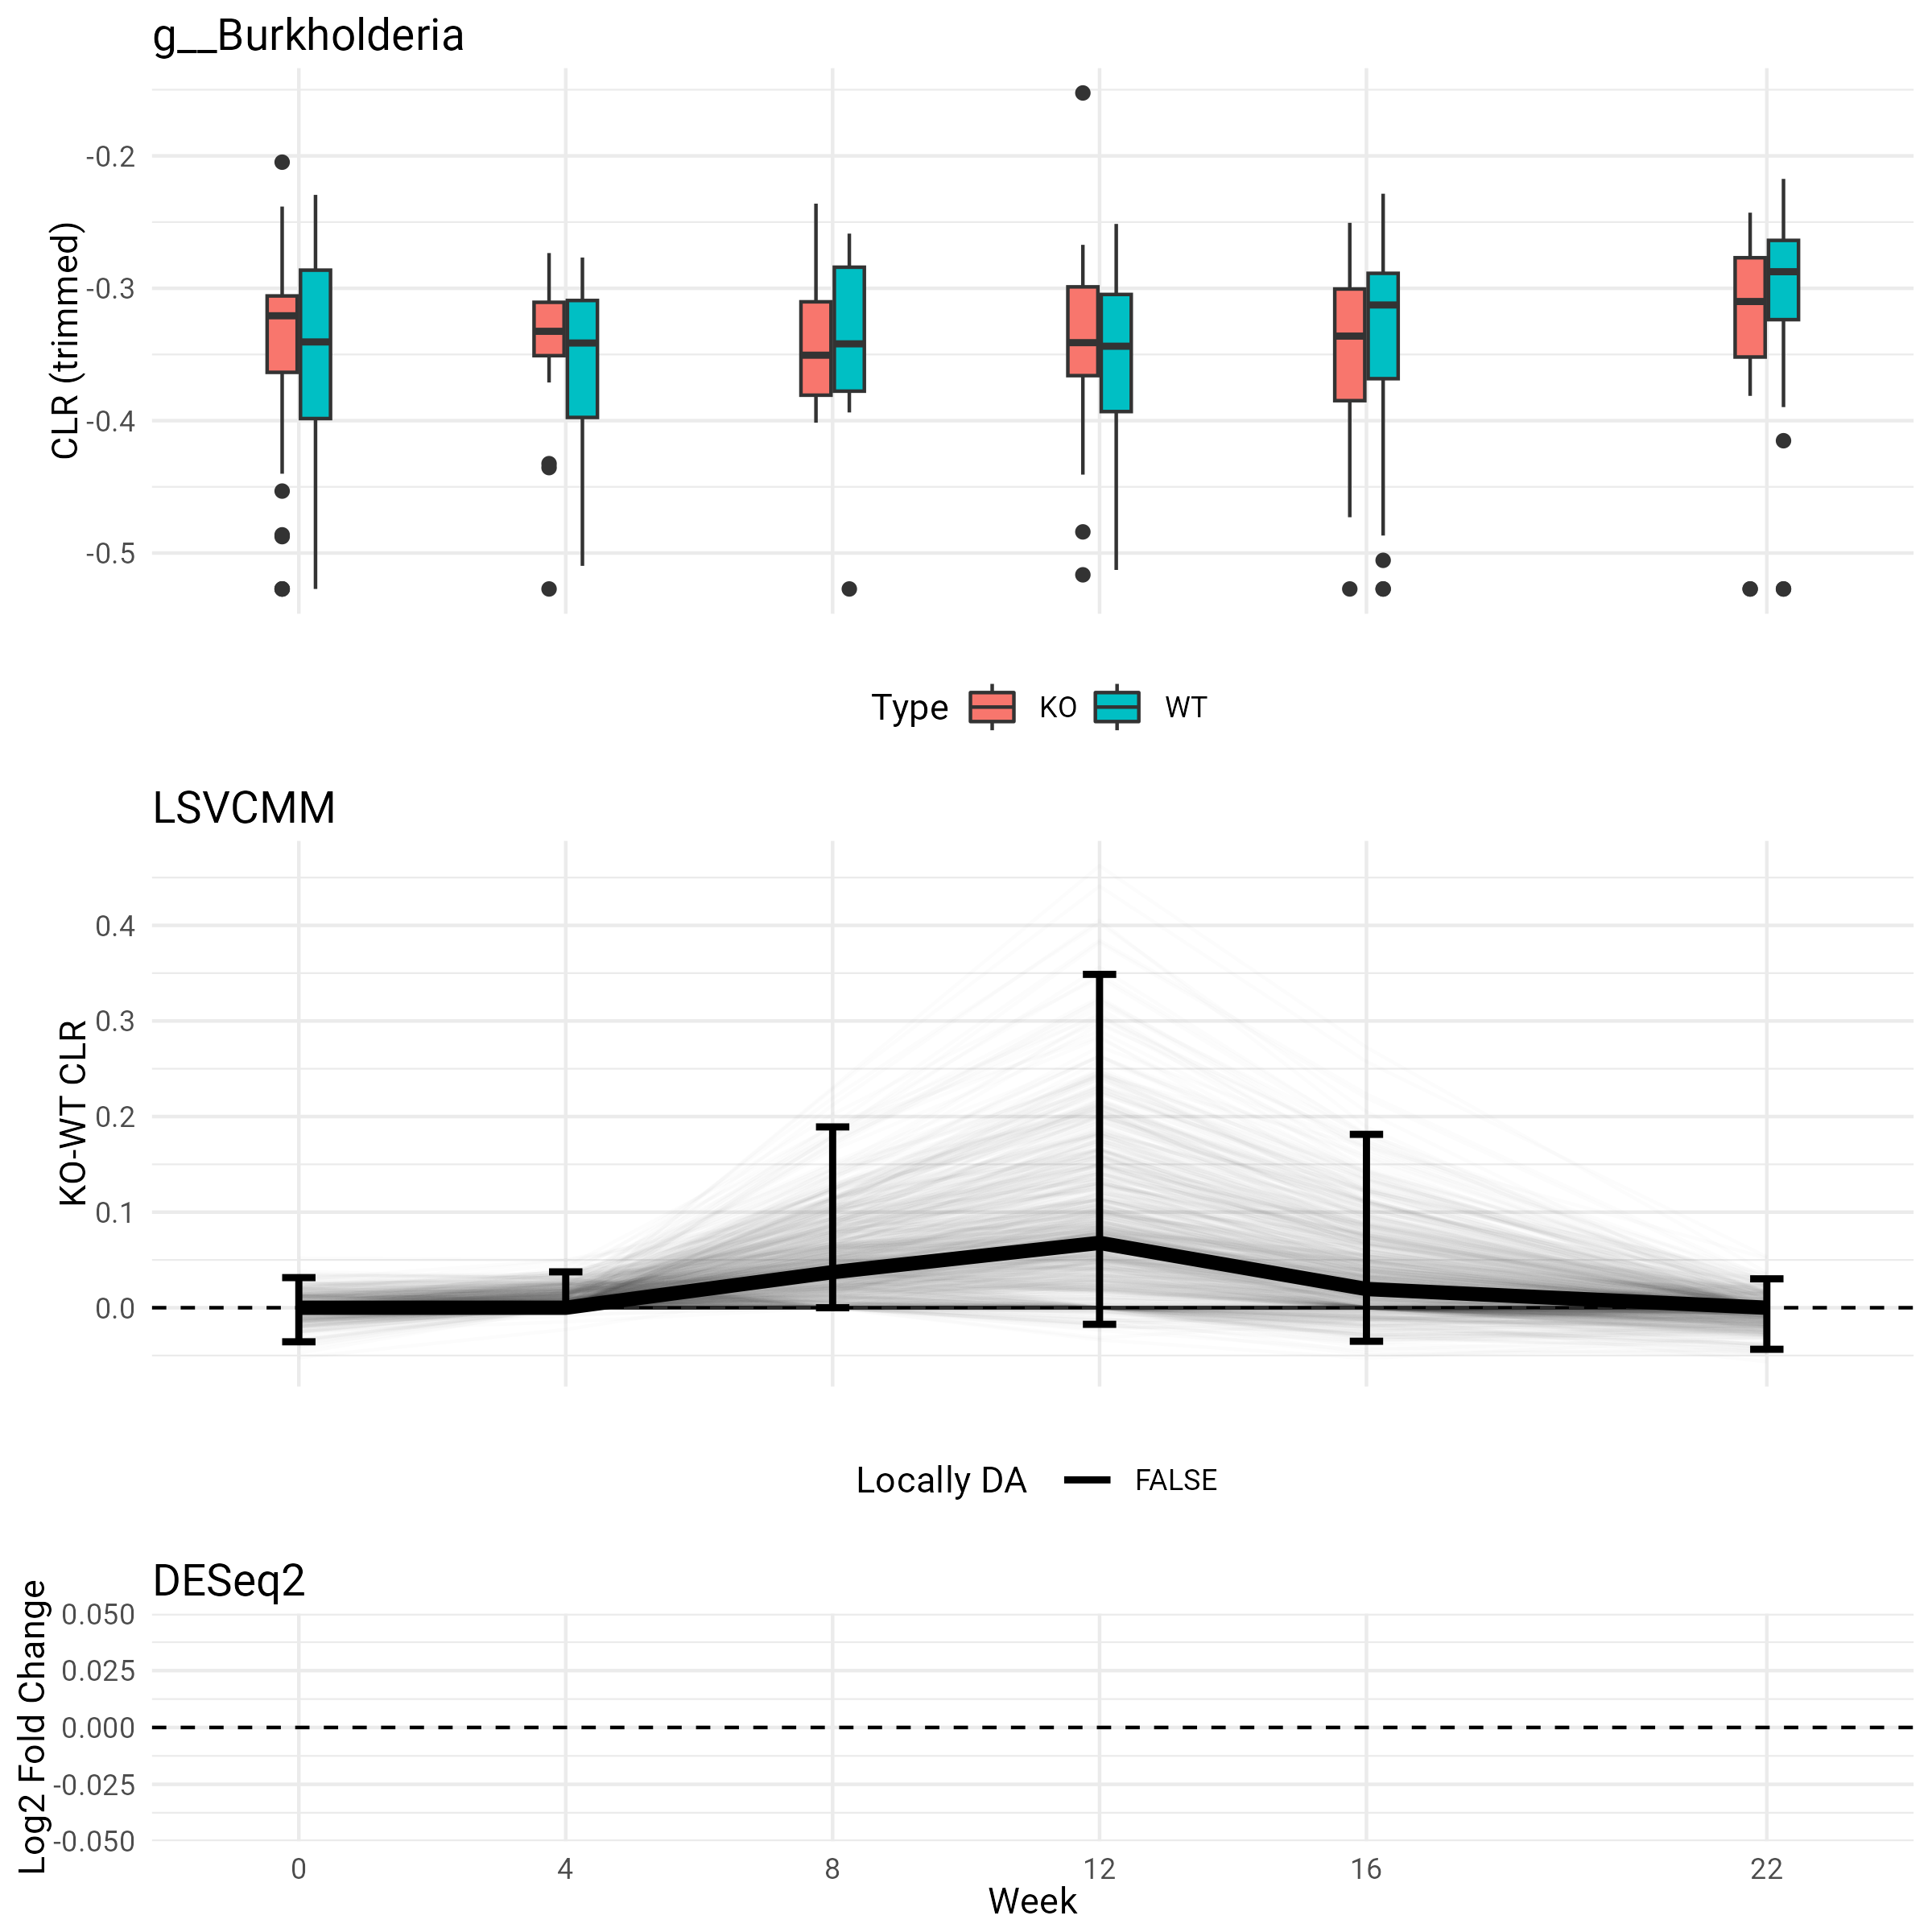 g__Burkholderia
CLR (trimmed)
-0.2
-0.3
-0.4
-0.5
Type KO WT
LSVCMM
KO-WT CLR
0.4
0.3
0.2
0.1
0.0
Locally DA FALSE
DESeq2
Log2 Fold Change
0.050
0.025
0.000
-0.025
-0.050
0 4 8 12 16 22
Week